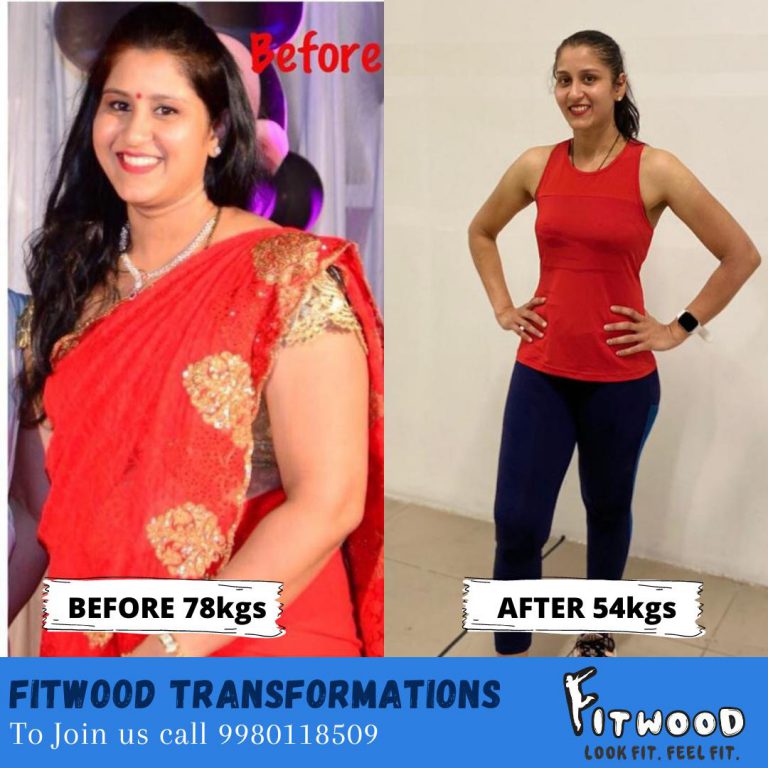 Before
BEFORE 78kgs
AFTER 54kgs
FITWOOD TRANSFORMATIONS
To Join us call 9980118509
FITWOOD
LOOK FIT. FEEL FIT.